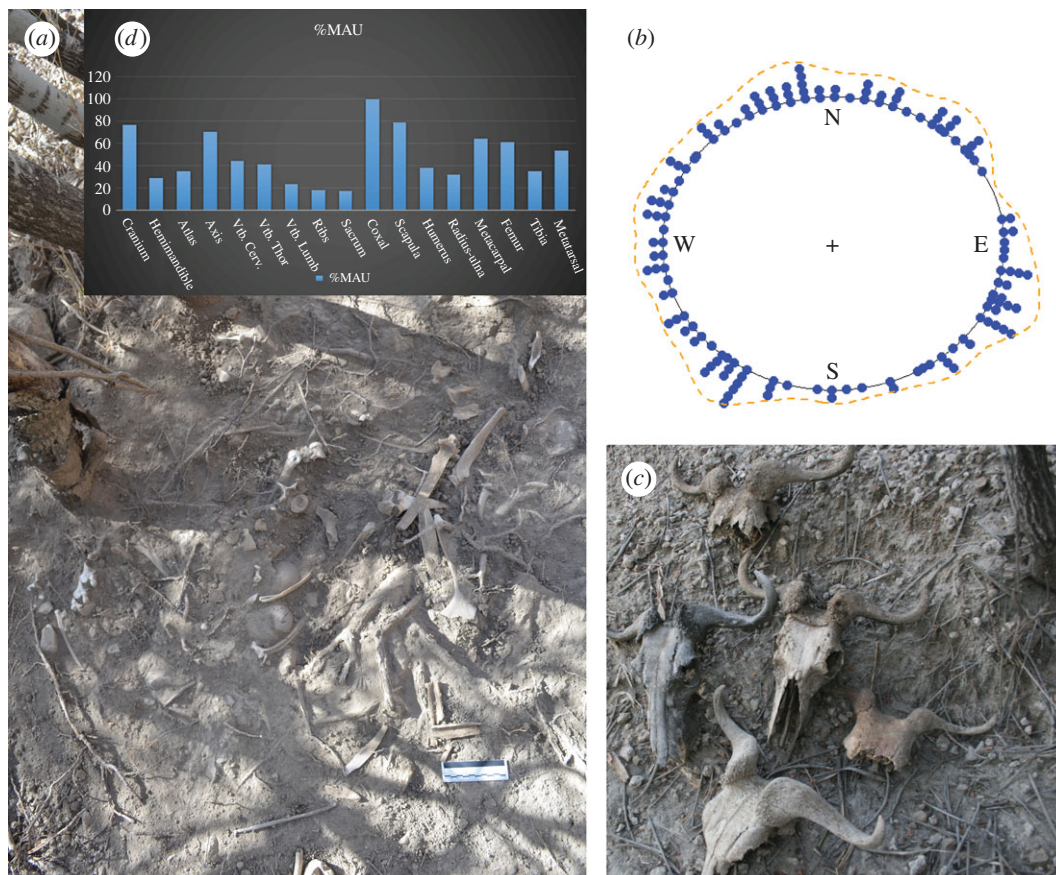 (a)
(d)
%MAU
120
100
80
60
40
20
0
Cranium
Hemimandible
Atlas
Axis
Vtb. Cerv.
Vtb. Thor
Vtb. Lumb
Ribs
Sacrum
Coxal
Scapula
Humerus
Radius-ulna
Metacarpal
Femur
Tibia
Metatarsal
%MAU
(b)
N
W
+
E
S
(c)